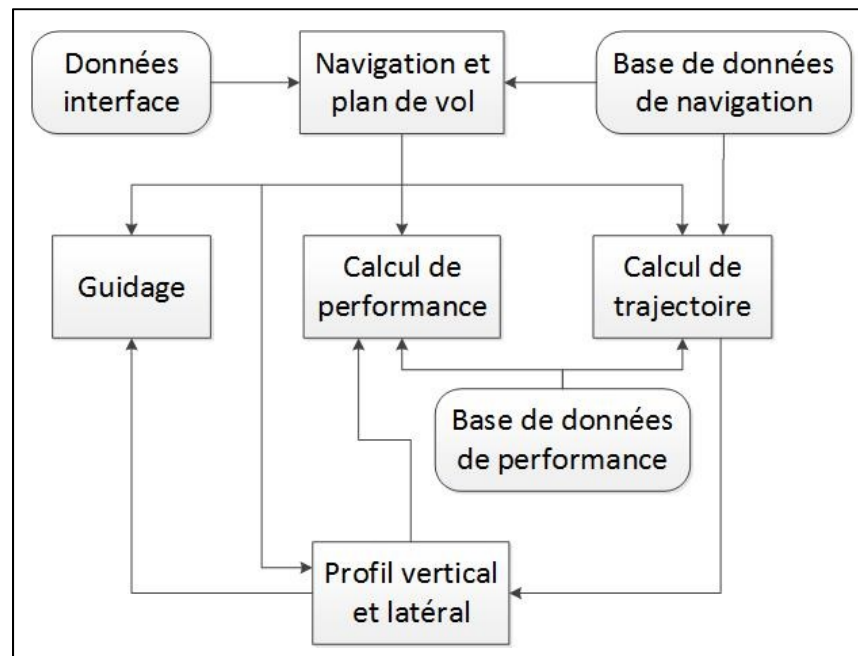 Données
interface
Navigation et
plan de vol
Base de données
de navigation
Guidage
Calcul de
performance
Calcul de
trajectoire
Base de données
de performance
Profil vertical
et latéral